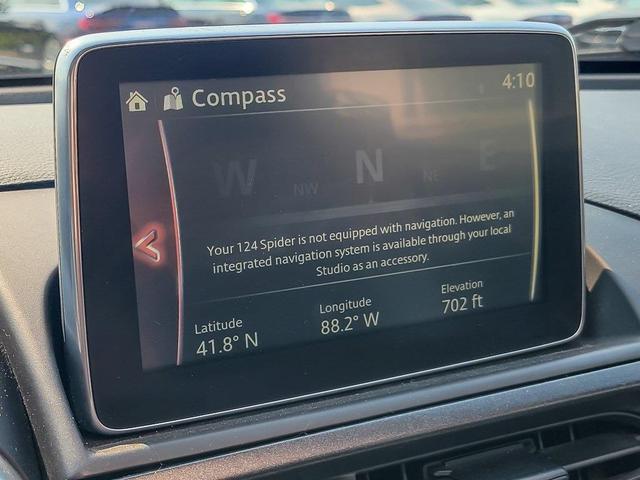 Compass 4:10
W NW N NE E
Your 124 Spider is not equipped with navigation. However, an
integrated navigation system is available through your local
Studio as an accessory.
Latitude Longitude Elevation
41.8° N 88.2° W 702 ft